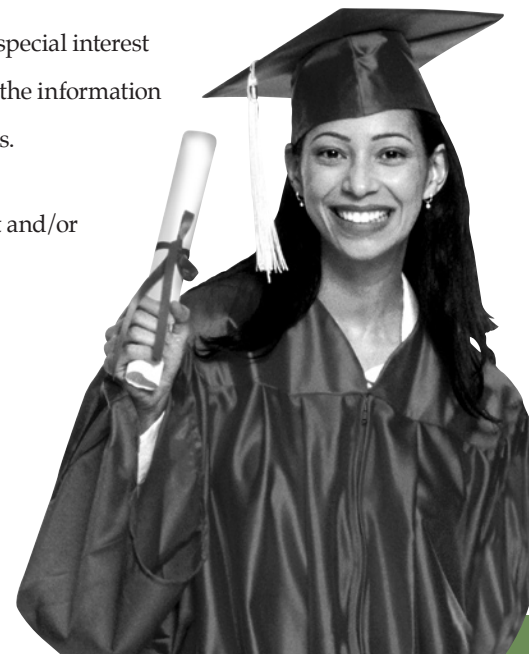 special interest
the information
s.
and/or